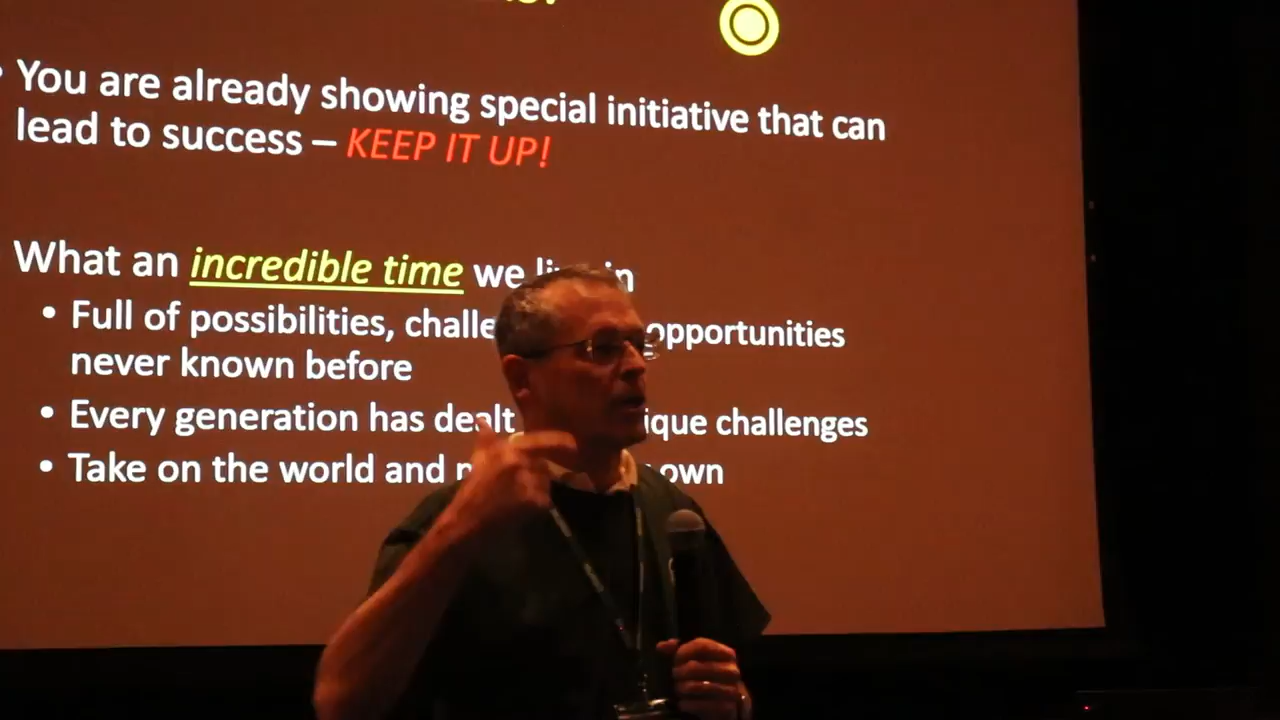 • You are already showing special initiative that can
lead to success – KEEP IT UP!
What an incredible time we in
• Full of possibilities, opportunities
never known before
• Every generation has dealt challenges
• Take on the world and own